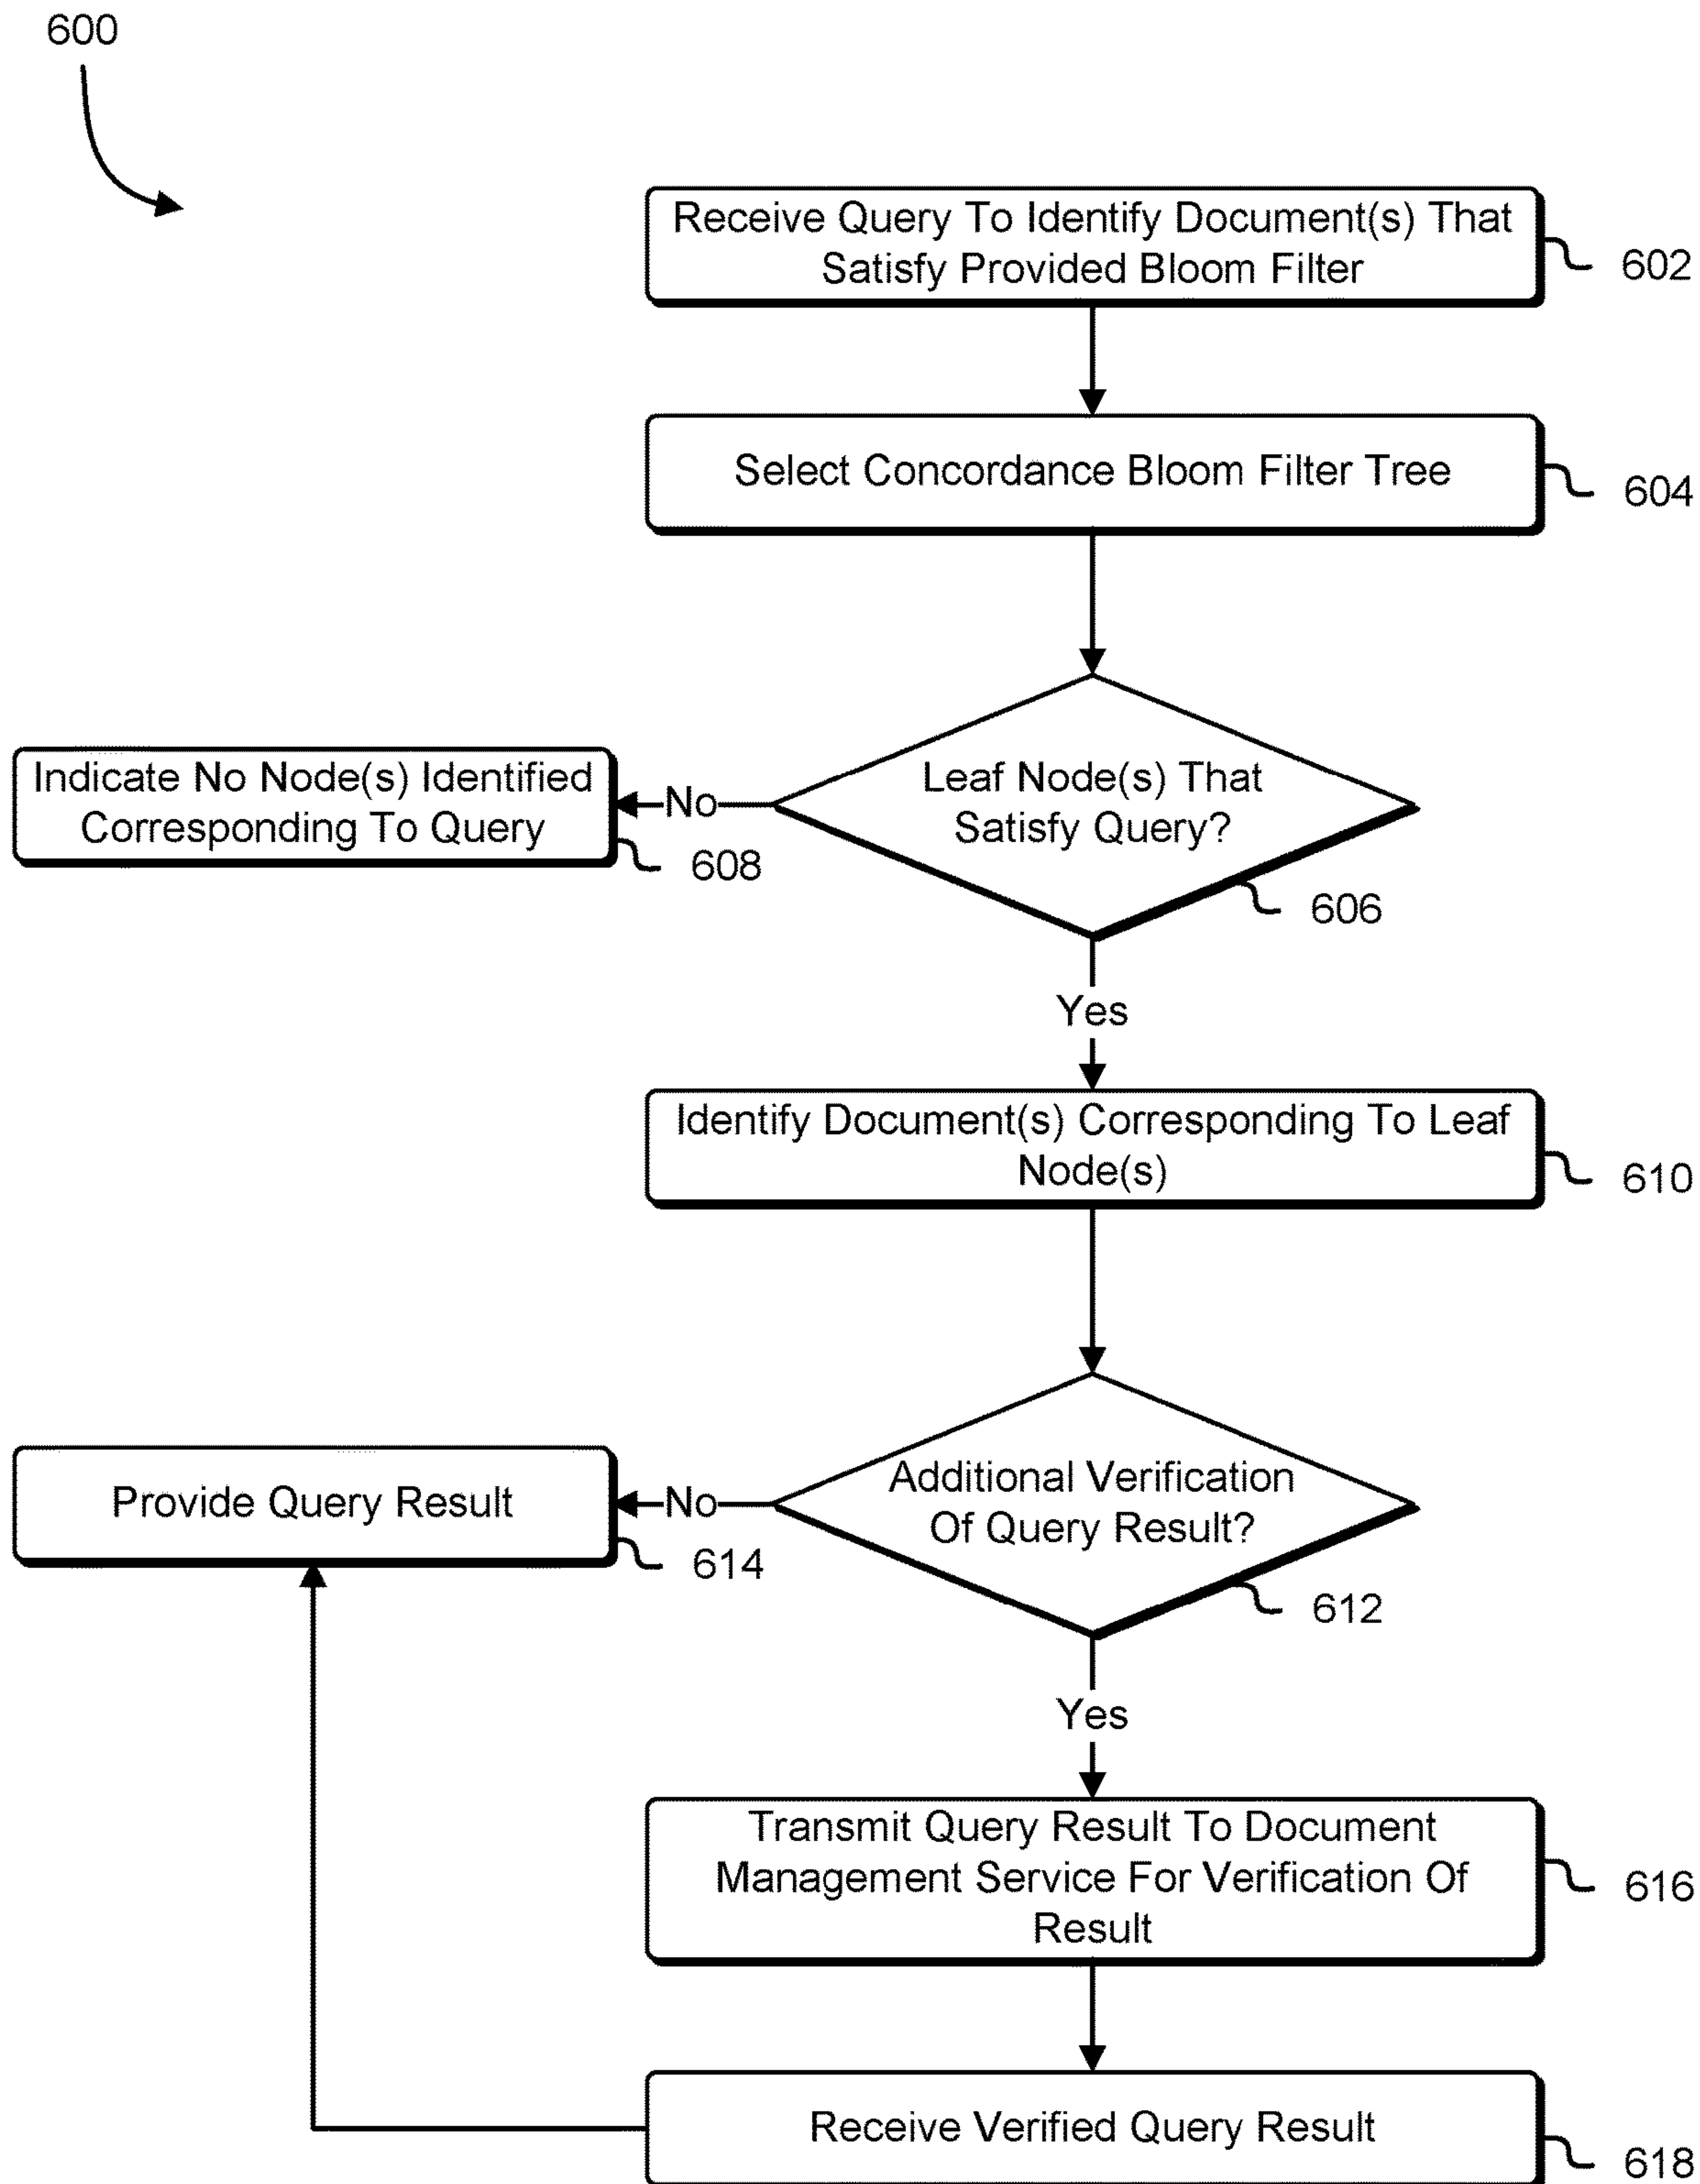 600
Receive Query To Identify Document(s) That
Satisfy Provided Bloom Filter
602
Select Concordance Bloom Filter Tree
604
Leaf Node(s) That
Satisfy Query?
606
No
Indicate No Node(s) Identified
Corresponding To Query
608
Yes
Identify Document(s) Corresponding To Leaf
Node(s)
610
Additional Verification
Of Query Result?
612
No
Provide Query Result
614
Yes
Transmit Query Result To Document
Management Service For Verification Of
Result
616
Receive Verified Query Result
618